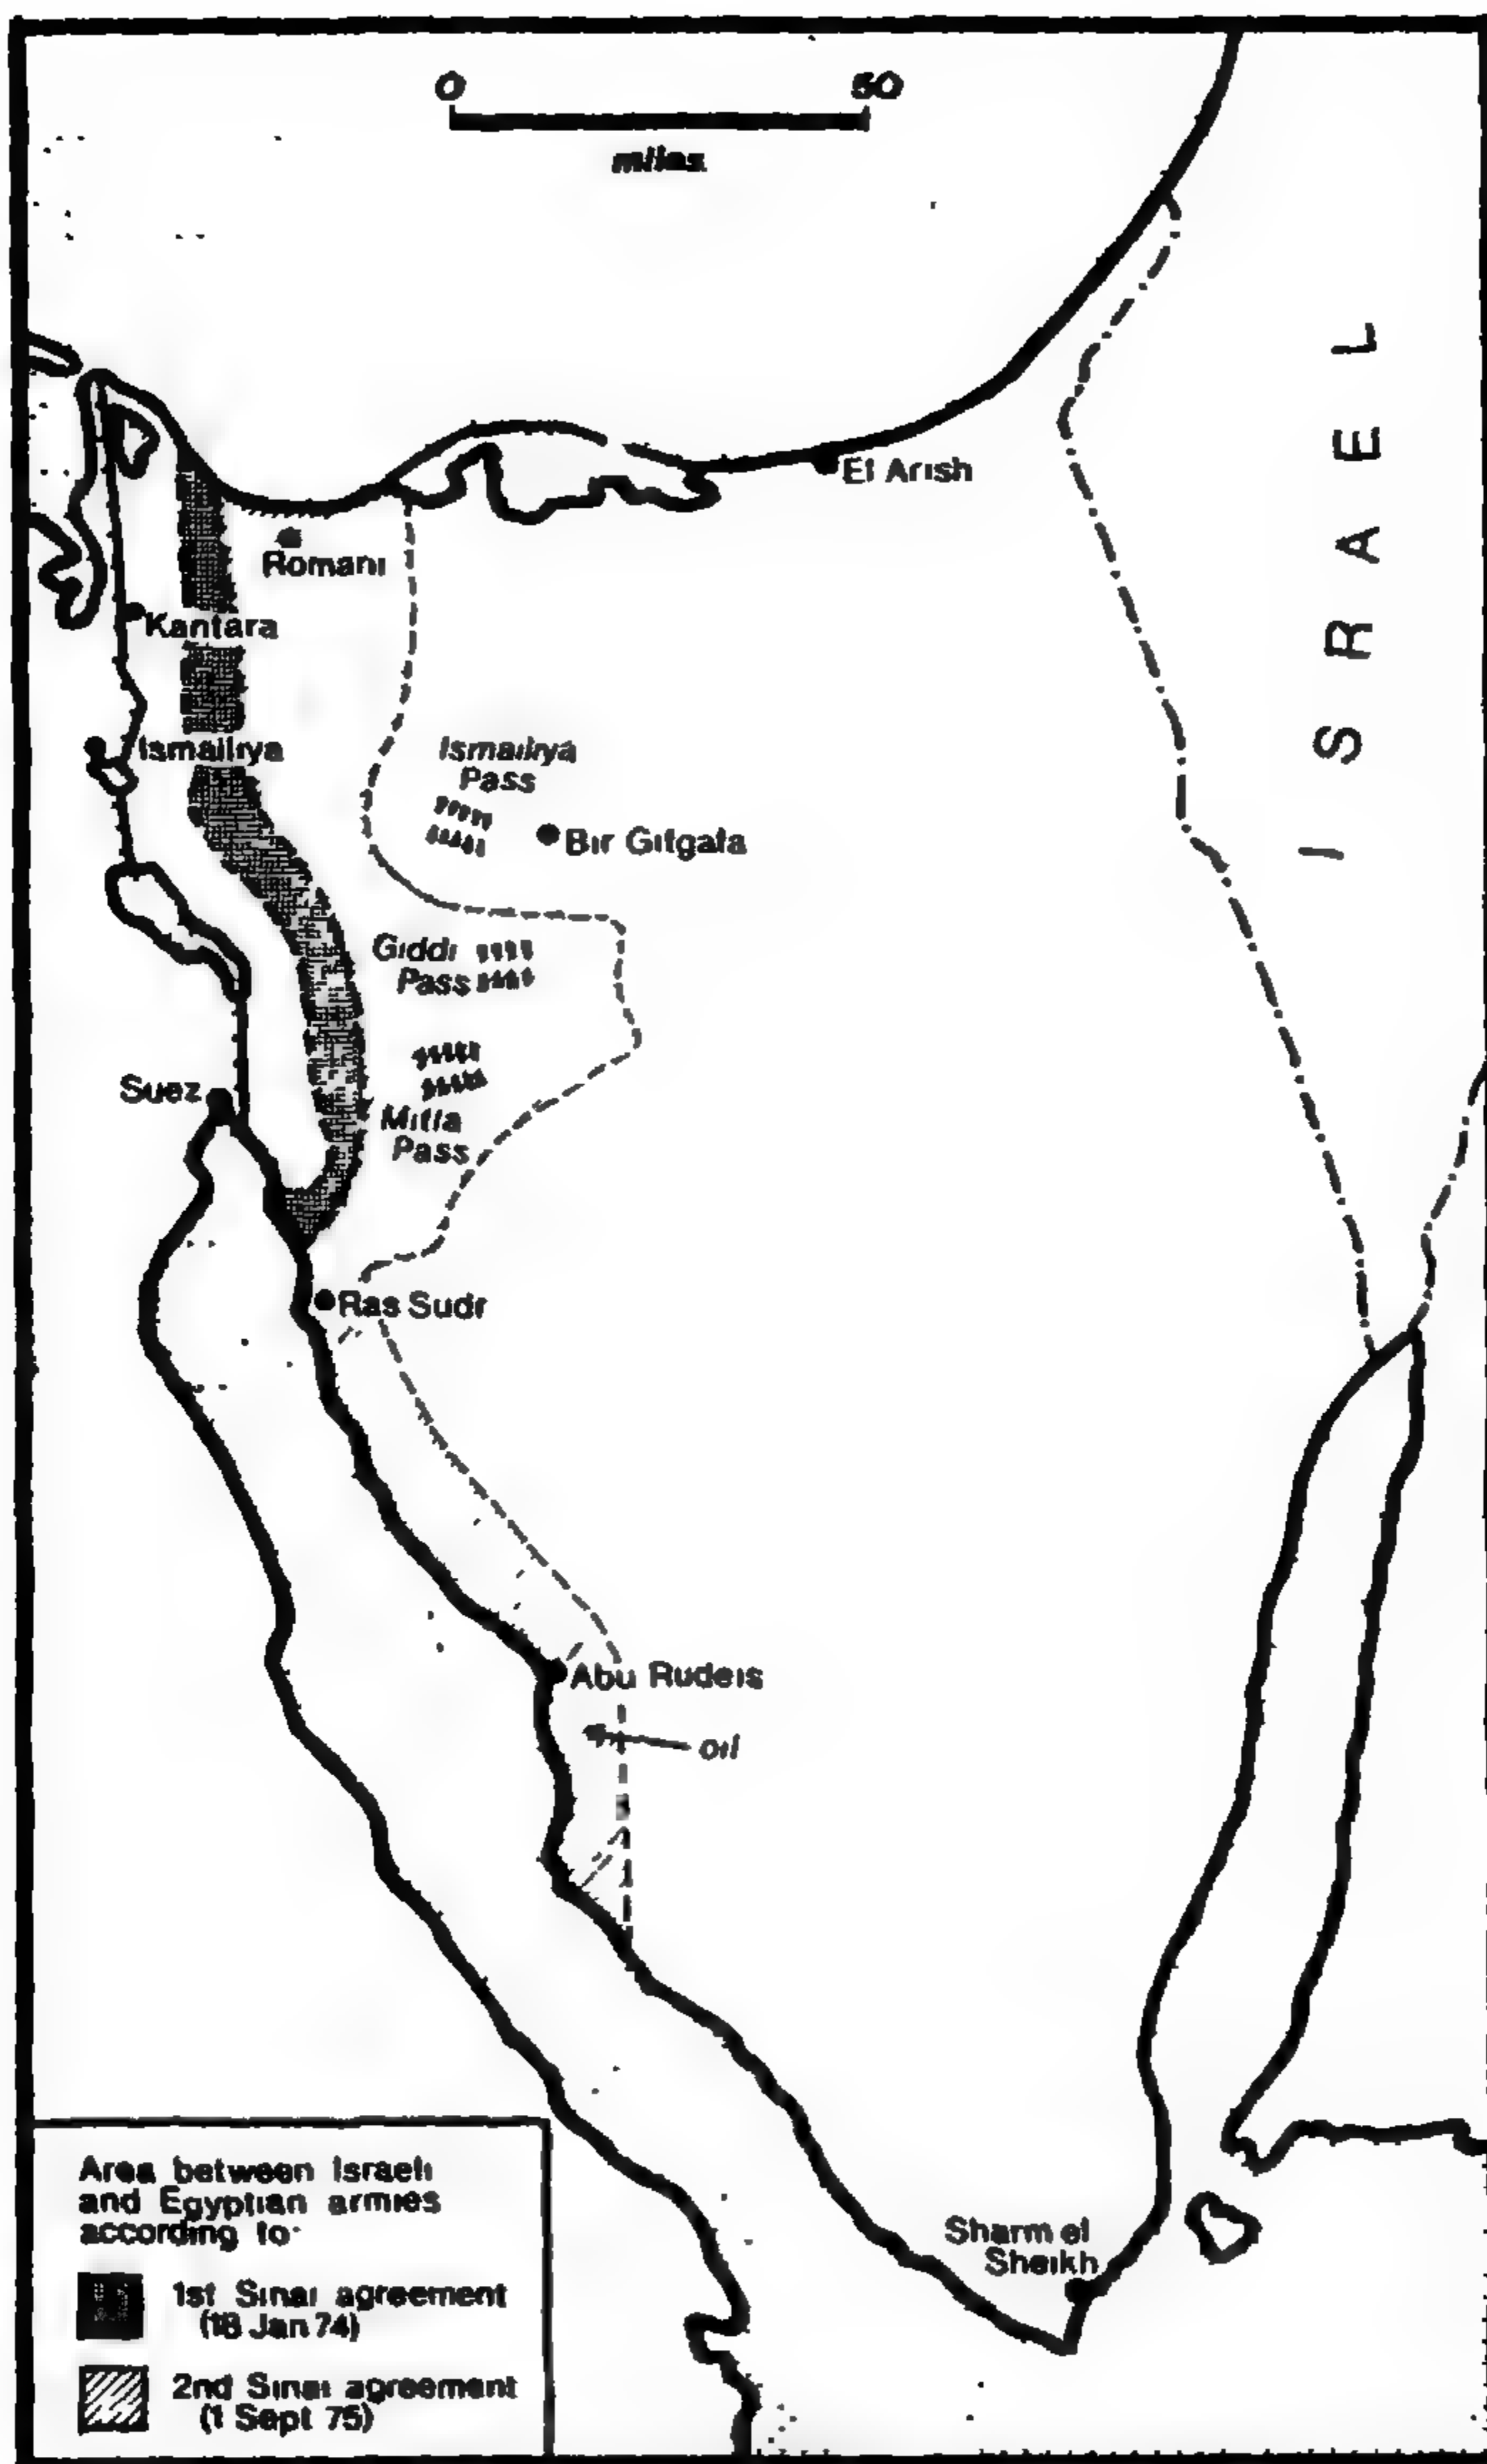 0 50
miles
El Arish
Romani
Kantara
Ismailiya
Ismailiya
Pass
Bir Gifgafa
Giddi
Pass
Suez
Mitla
Pass
Ras Sudr
Abu Rudeis
oil
ISRAEL
Sharm el
Sheikh
Area between Israeli
and Egyptian armies
according to:
1st Sinai agreement
(18 Jan 74)
2nd Sinai agreement
(1 Sept 75)